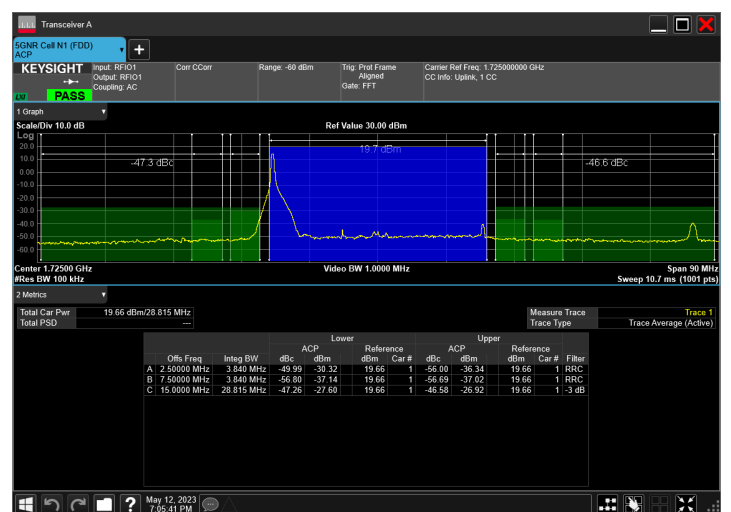 Transceiver A
5GNR Cell N1 (FDD)
ACP
KEYSIGHT
LXI
PASS
Input: RFIO1
Output: RFIO1
Coupling: AC
Corr CCorr
Range: -60 dBm
Trig: Prot Frame
Aligned
Gate: FFT
Carrier Ref Freq: 1.725000000 GHz
CC Info: Uplink, 1 CC
1 Graph
Scale/Div 10.0 dB
Ref Value 30.00 dBm
Log
20.0
10.0
0.00
-10.0
-20.0
-30.0
-40.0
-50.0
-60.0
-47.3 dBc
19.7 dBm
-46.6 dBc
Center 1.72500 GHz
Video BW 1.0000 MHz
Span 90 MHz
#Res BW 100 kHz
Sweep 10.7 ms (1001 pts)
2 Metrics
Total Car Pwr 19.66 dBm/28.815 MHz
Total PSD ---
Measure Trace Trace 1
Trace Type Trace Average (Active)
Lower Upper
ACP Reference ACP Reference
Offs Freq Integ BW dBc dBm dBm Car # dBc dBm dBm Car # Filter
A 2.50000 MHz 3.840 MHz -49.99 -30.32 19.66 1 -56.00 -36.34 19.66 1 RRC
B 7.50000 MHz 3.840 MHz -56.80 -37.14 19.66 1 -56.69 -37.02 19.66 1 RRC
C 15.0000 MHz 28.815 MHz -47.26 -27.60 19.66 1 -46.58 -26.92 19.66 1 -3 dB
?
May 12, 2023
7:05:41 PM